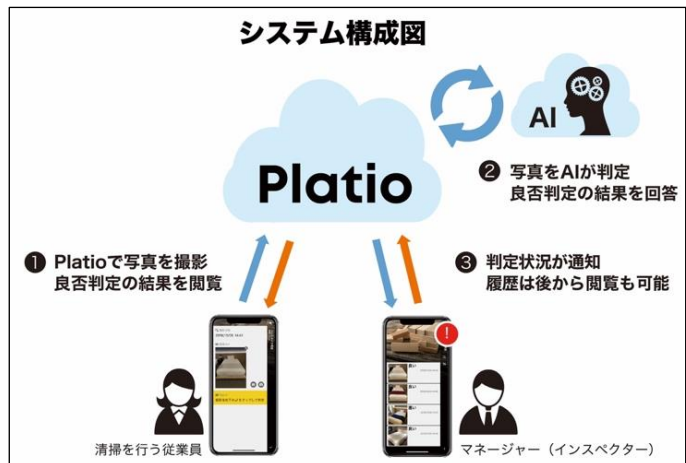 システム構成図
AI
Platio
❷ 写真をAIが判定
良否判定の結果を回答
❶ Platioで写真を撮影
良否判定の結果を閲覧
❸ 判定状況が通知
履歴は後から閲覧も可能
!
清掃を行う従業員
マネージャー（インスペクター）